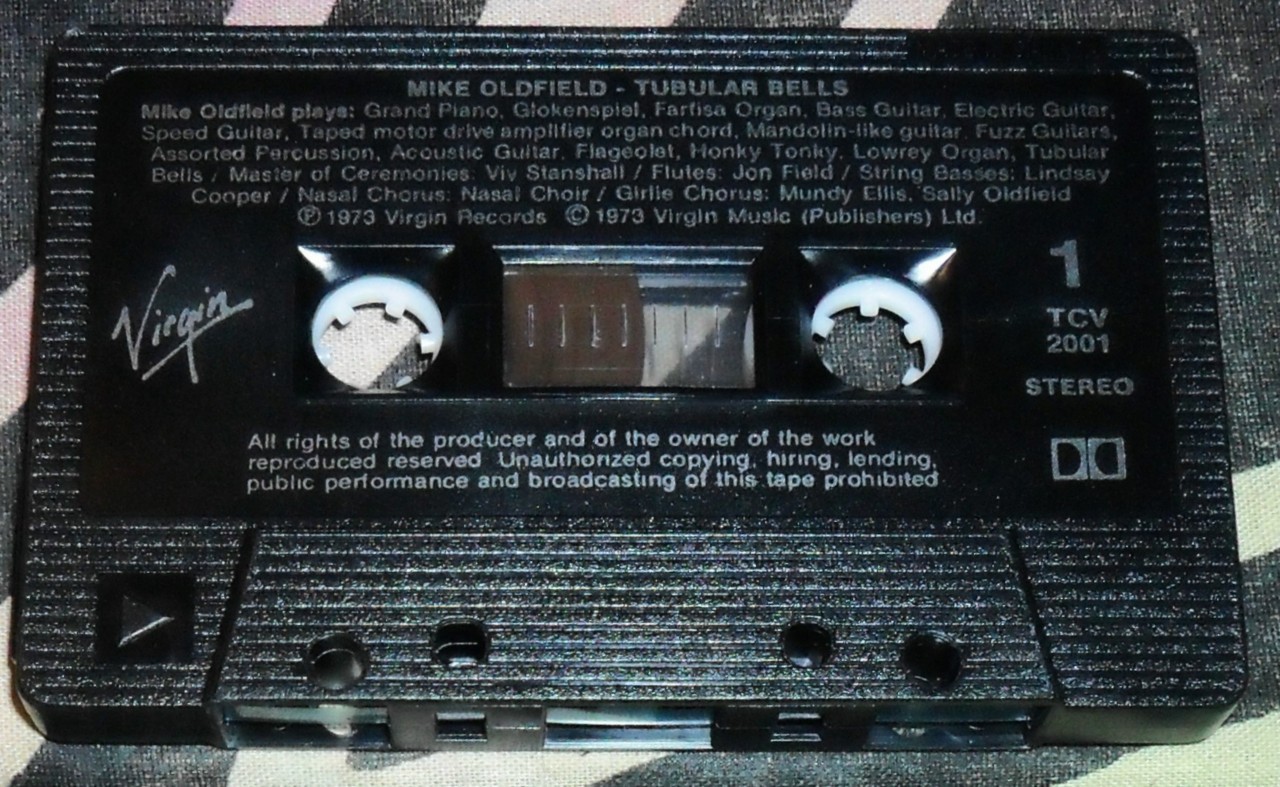 MIKE OLDFIELD - TUBULAR BELLS
Mike Oldfield plays: Grand Piano, Glokenspiel, Farfisa Organ, Bass Guitar, Electric Guitar,
Speed Guitar, Taped motor drive amplifier organ chord, Mandolin-like guitar, Fuzz Guitars,
Assorted Percussion, Acoustic Guitar, Flageolet, Honky Tonky, Lowrey Organ, Tubular
Bells / Master of Ceremonies: Viv Stanshall / Flutes: Jon Field / String Basses: Lindsay
Cooper / Nasal Chorus: Nasal Choir / Girlie Chorus: Mundy Ellis, Sally Oldfield
℗ 1973 Virgin Records © 1973 Virgin Music (Publishers) Ltd.
Virgin
1
TCV
2001
STEREO
All rights of the producer and of the owner of the work
reproduced reserved Unauthorized copying, hiring, lending,
public performance and broadcasting of this tape prohibited